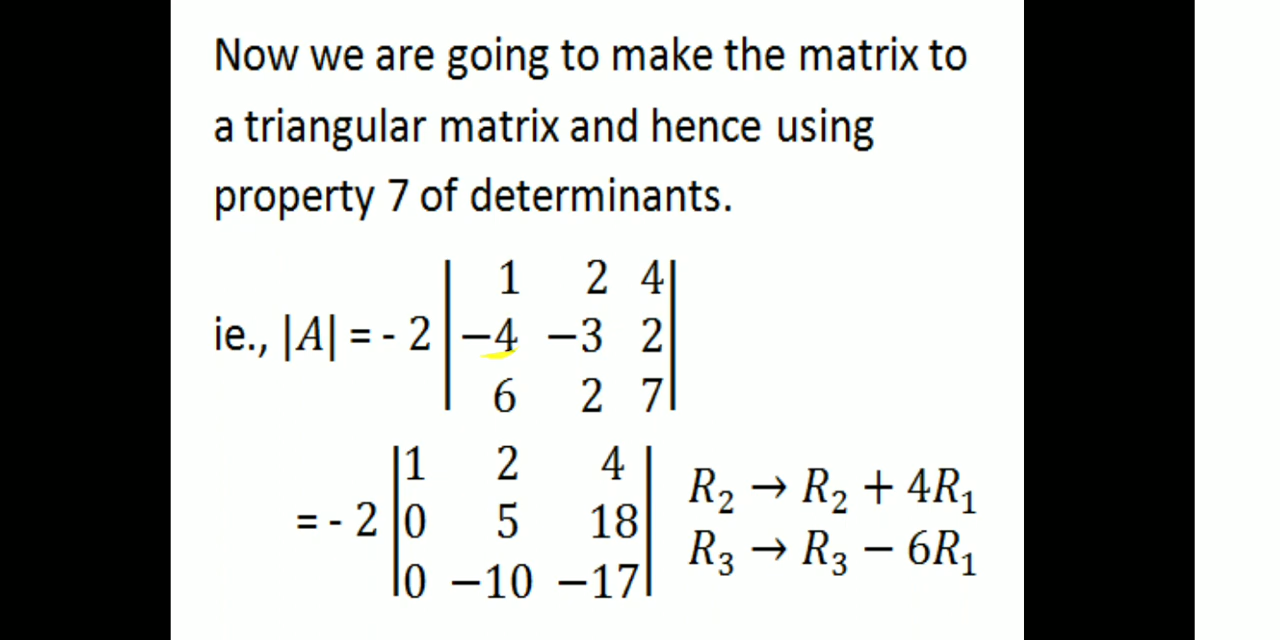 Now we are going to make the matrix to
a triangular matrix and hence using
property 7 of determinants.
ie., |A| = - 2 | 1 2 4 |
| −4 −3 2 |
| 6 2 7 |
= - 2 | 1 2 4 |
| 0 5 18 |
| 0 −10 −17 |
R₂ → R₂ + 4R₁
R₃ → R₃ − 6R₁